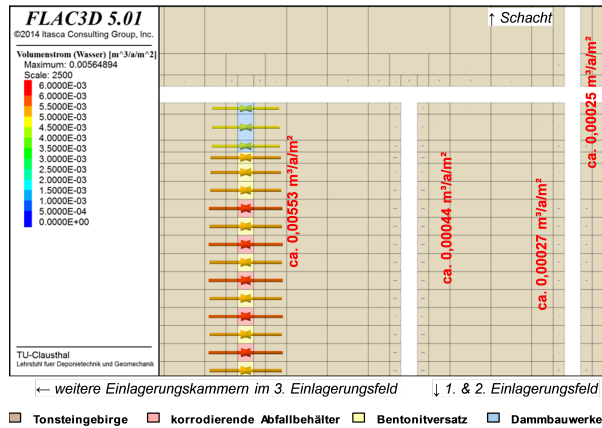 FLAC3D 5.01
©2014 Itasca Consulting Group, Inc.
Volumenstrom (Wasser) [m^3/a/m^2]
Maximum: 0.00564894
Scale: 2500
6.0000E-03
6.0000E-03
5.5000E-03
5.0000E-03
4.5000E-03
4.0000E-03
3.5000E-03
3.0000E-03
2.5000E-03
2.0000E-03
1.5000E-03
1.0000E-03
5.0000E-04
0.0000E+00
TU-Clausthal
Lehrstuhl fuer Deponietechnik und Geomechanik
↑ Schacht
ca. 0,00553 m³/a/m²
ca. 0,00044 m³/a/m²
ca. 0,00027 m³/a/m²
ca. 0,00025 m³/a/m²
← weitere Einlagerungskammern im 3. Einlagerungsfeld
↓ 1. & 2. Einlagerungsfeld
Tonsteingebirge
korrodierende Abfallbehälter
Bentonitversatz
Dammbauwerke